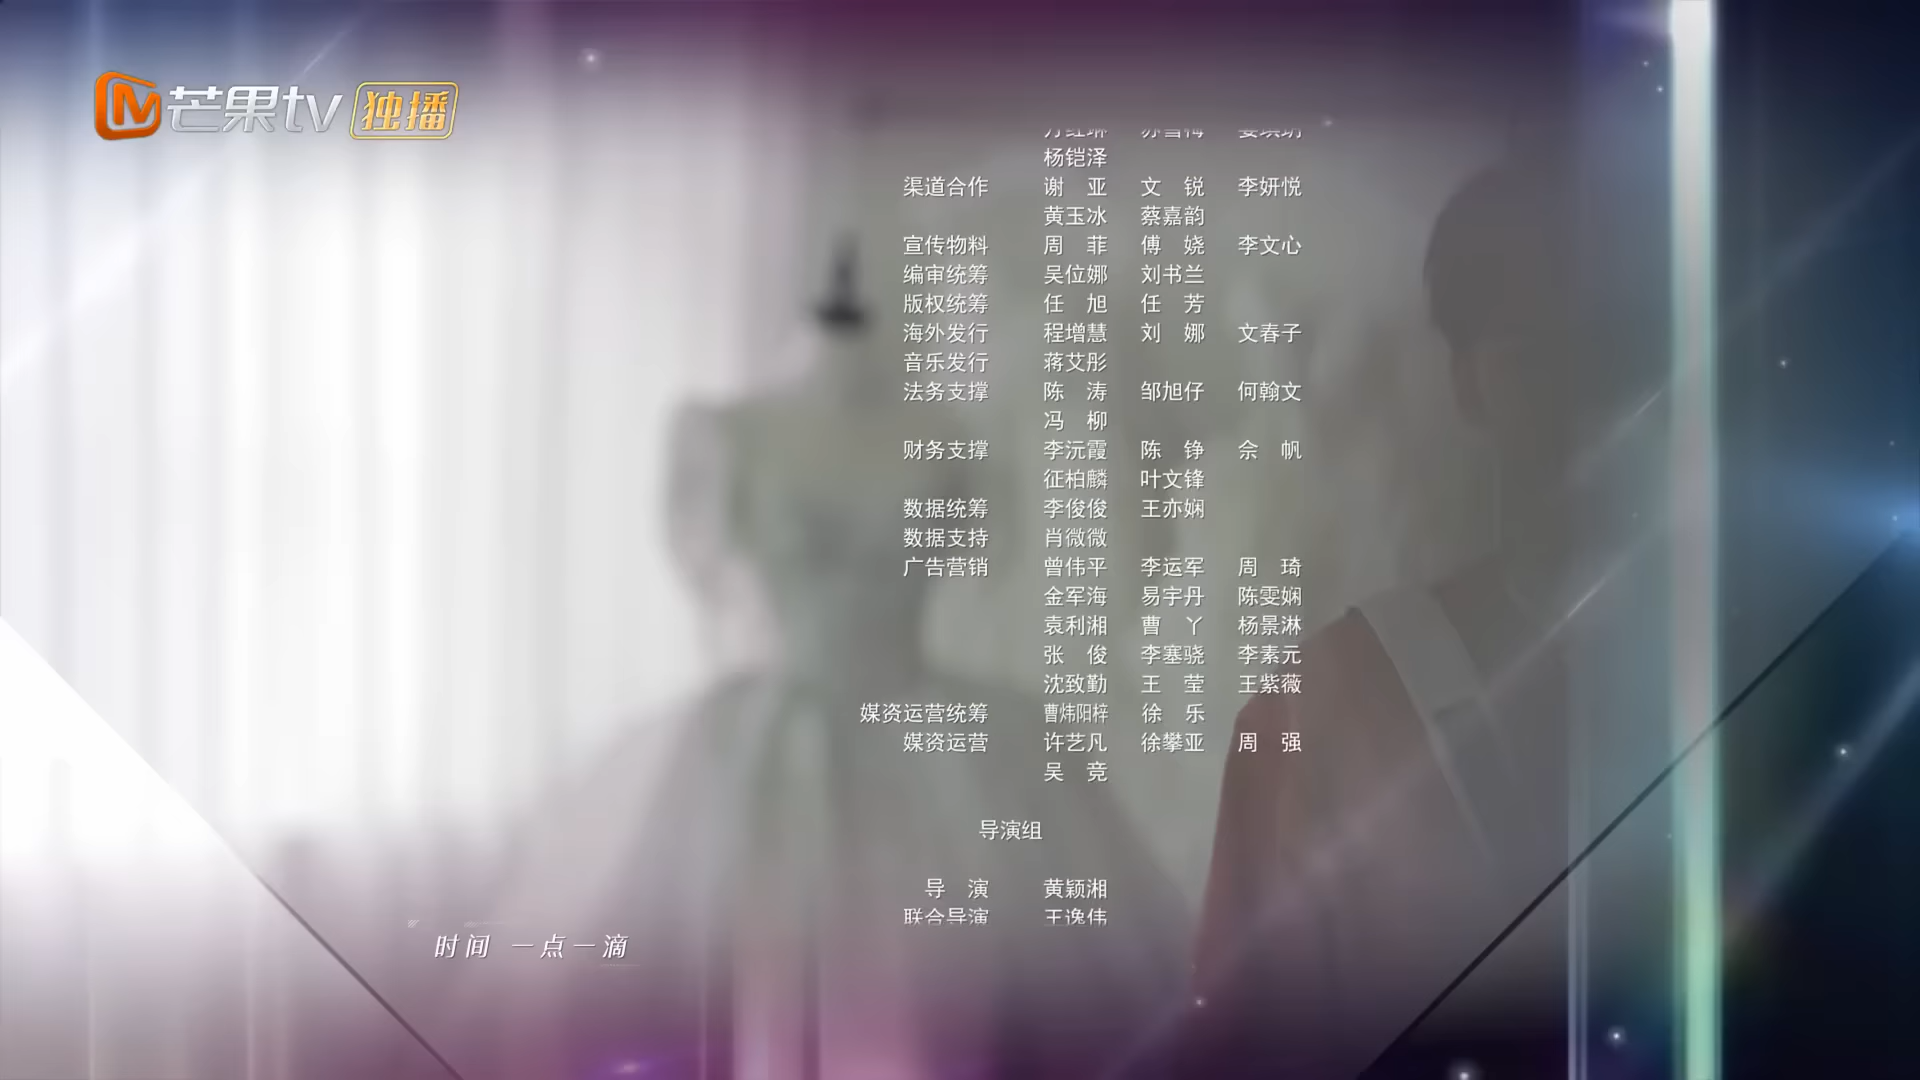 芒果tv 独播
杨铠泽
渠道合作 谢 亚 文 锐 李妍悦
黄玉冰 蔡嘉韵
宣传物料 周 菲 傅 娆 李文心
编审统筹 吴位娜 刘书兰
版权统筹 任 旭 任 芳
海外发行 程增慧 刘 娜 文春子
音乐发行 蒋艾彤
法务支撑 陈 涛 邹旭仔 何翰文
冯 柳
财务支撑 李沅霞 陈 铮 佘 帆
征柏麟 叶文锋
数据统筹 李俊俊 王亦娴
数据支持 肖微微
广告营销 曾伟平 李运军 周 琦
金军海 易宇丹 陈雯娴
袁利湘 曹 丫 杨景淋
张 俊 李塞骁 李素元
沈致勤 王 莹 王紫薇
媒资运营统筹 曹炜阳梓 徐 乐
媒资运营 许艺凡 徐攀亚 周 强
吴 竞
导演组
导 演 黄颖湘
联合导演 王逸伟
时间 一点一滴